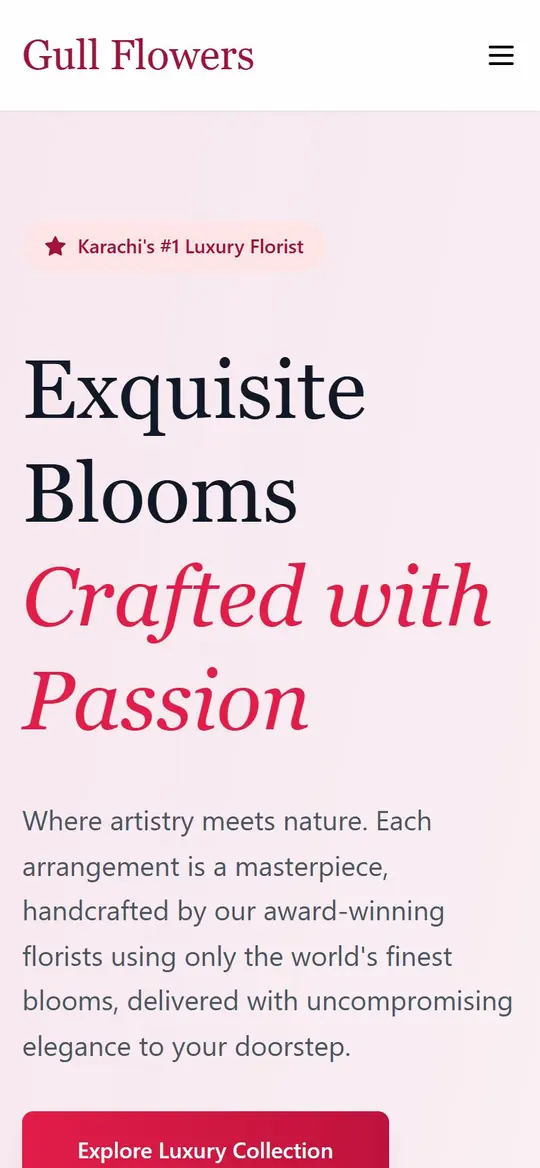 Gull Flowers
Karachi's #1 Luxury Florist
Exquisite
Blooms
Crafted with
Passion
Where artistry meets nature. Each
arrangement is a masterpiece,
handcrafted by our award-winning
florists using only the world's finest
blooms, delivered with uncompromising
elegance to your doorstep.
Explore Luxury Collection